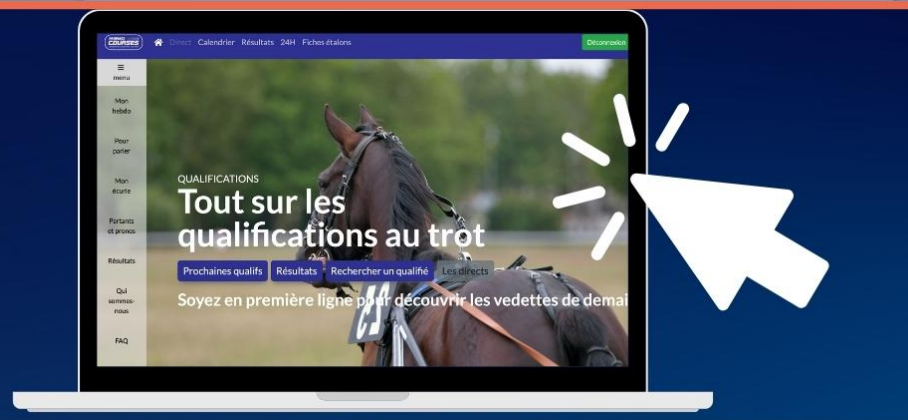 COURSES
Direct Calendrier Résultats 24H Fiches étalons
Déconnexion
menu
Mon
hebdo
Pour
parier
Mon
écurie
Partants
et pronos
Résultats
Qui
sommes-
nous
FAQ
QUALIFICATIONS
Tout sur les
qualifications au trot
Prochaines qualifs Résultats Rechercher un qualifié Les directs
Soyez en première ligne pour découvrir les vedettes de demai